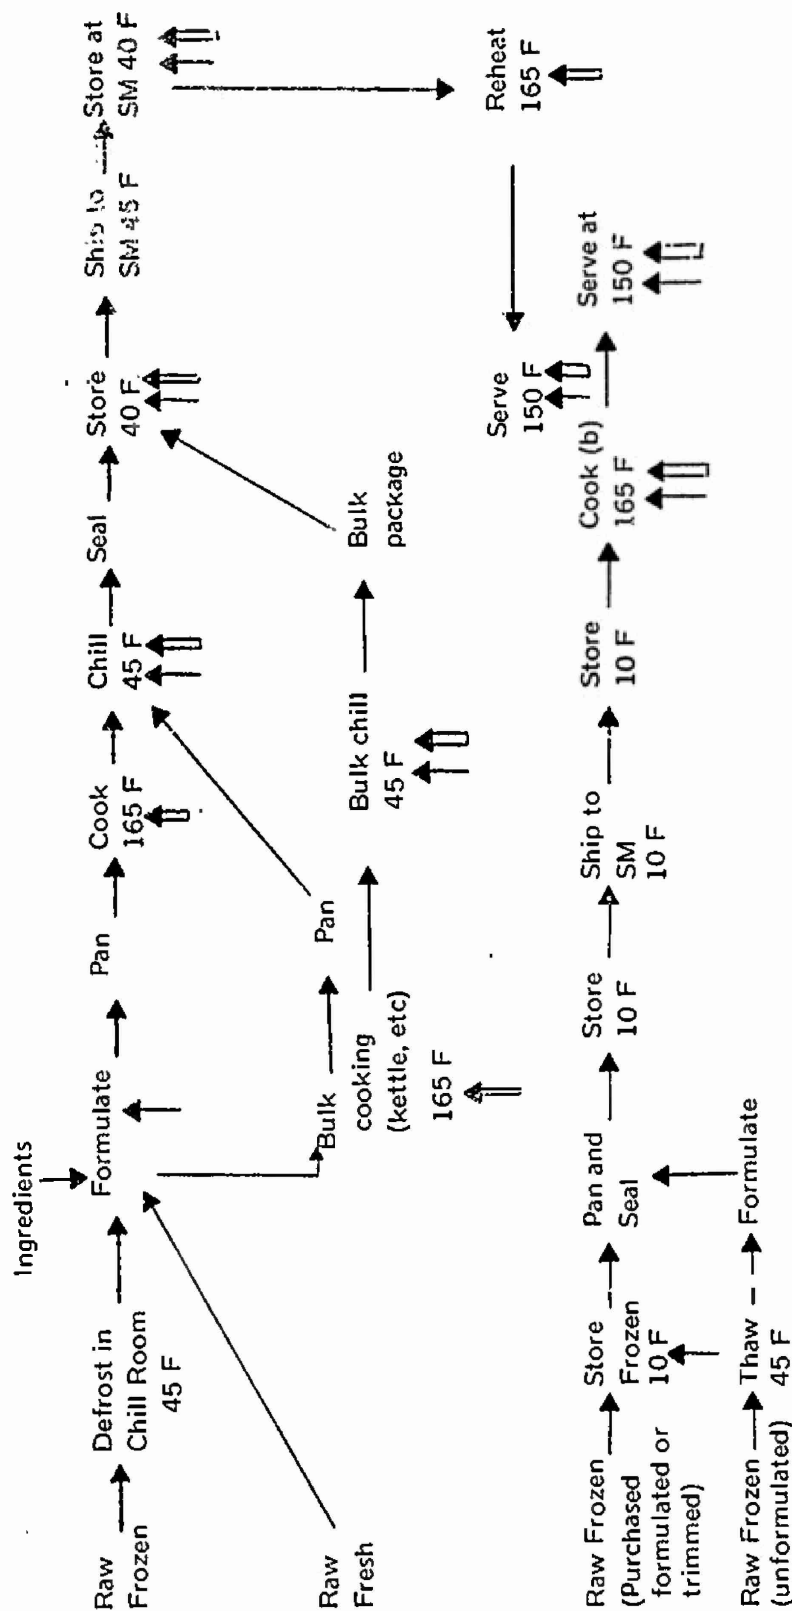 Ingredients
Raw
Frozen
Defrost in
Chill Room
45 F
Formulate
Pan
Cook
165 F
Chill
45 F
Seal
Store
40 F
Ship to
SM 45 F
Store at
SM 40 F
Raw
Fresh
Bulk
cooking
(kettle, etc)
165 F
Pan
Bulk chill
45 F
Bulk
package
Reheat
165 F
Serve
150 F
Raw Frozen
(Purchased
formulated or
trimmed)
Store
Frozen
10 F
Pan and
Seal
Store
10 F
Ship to
SM
10 F
Store
10 F
Cook (b)
165 F
Serve at
150 F
Raw Frozen
(unformulated)
Thaw
45 F
Formulate